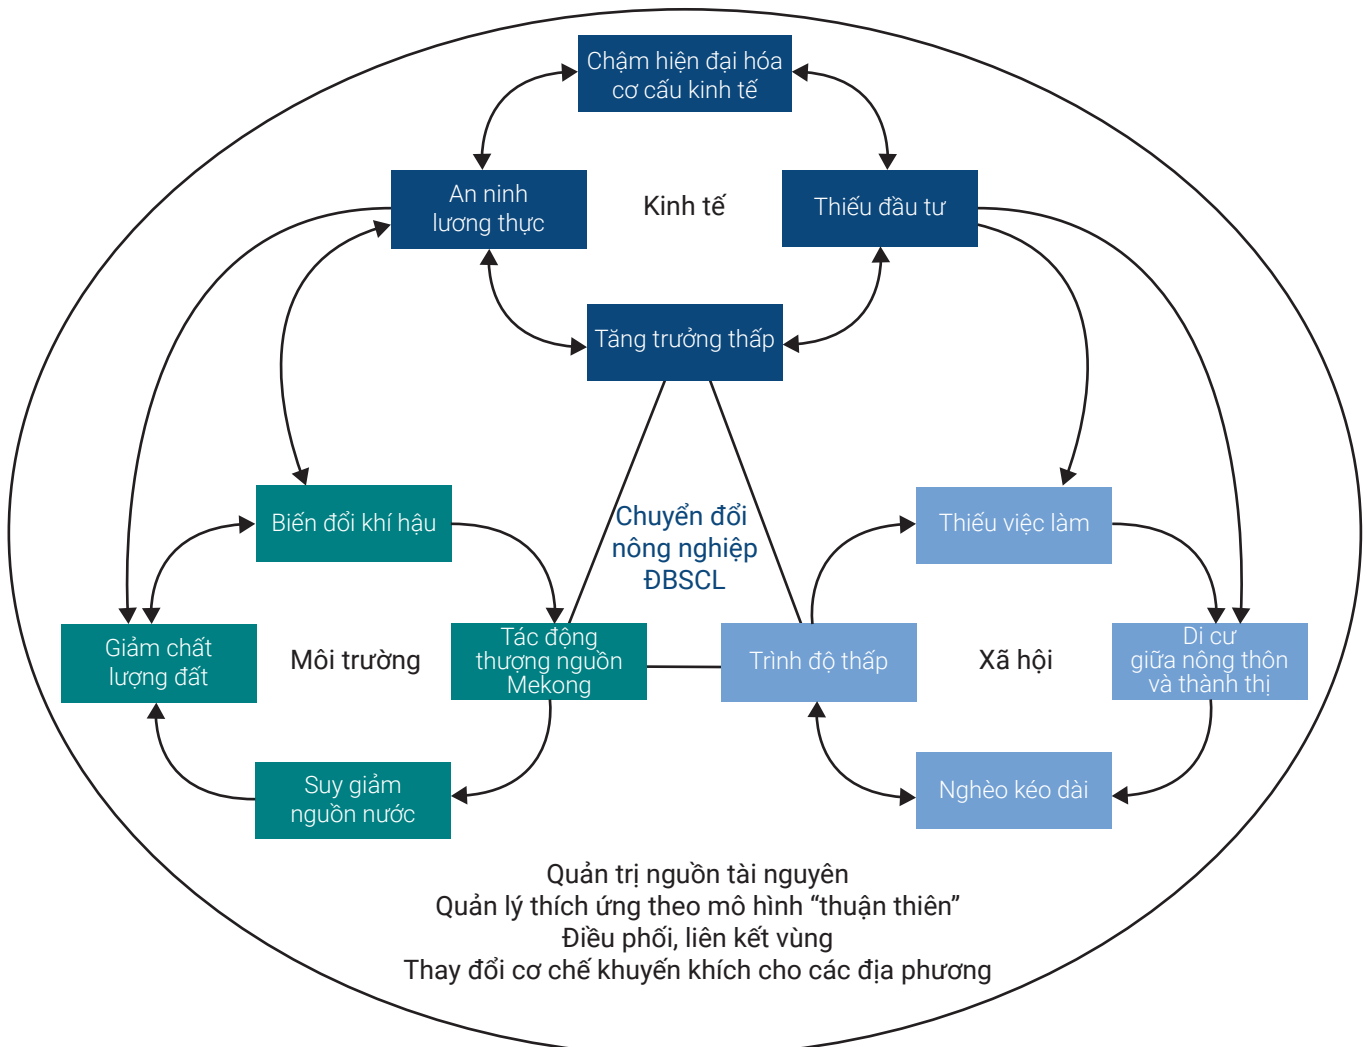 Chậm hiện đại hóa
cơ cấu kinh tế
An ninh
lương thực
Kinh tế
Thiếu đầu tư
Tăng trưởng thấp
Biến đổi khí hậu
Chuyển đổi
nông nghiệp
ĐBSCL
Thiếu việc làm
Giảm chất
lượng đất
Môi trường
Tác động
thượng nguồn
Mekong
Trình độ thấp
Xã hội
Di cư
giữa nông thôn
và thành thị
Suy giảm
nguồn nước
Nghèo kéo dài
Quản trị nguồn tài nguyên
Quản lý thích ứng theo mô hình “thuận thiên”
Điều phối, liên kết vùng
Thay đổi cơ chế khuyến khích cho các địa phương